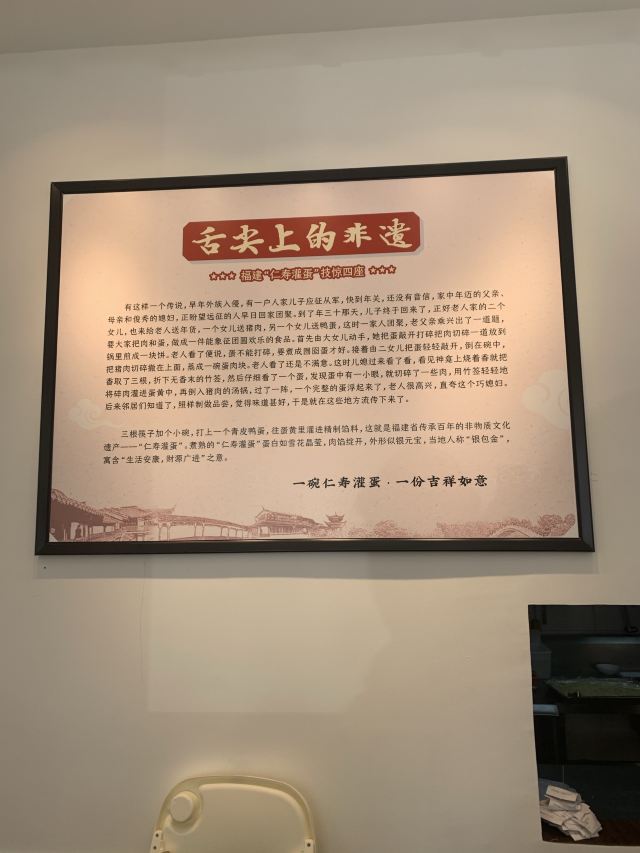 舌尖上的非遗
福建“仁寿灌蛋”技惊四座
有这样一个传说，早年外族入侵，有一户人家儿子应征从军，快到年关，还没有音信，家中年迈的父亲、
母亲和俊秀的媳妇，正盼望远征的人早日回家团聚。到了年三十那天，儿子终于回来了，正好老人家的二个
女儿，也来给老人送年货，一个女儿送猪肉，另一个女儿送鸭蛋，这时一家人团聚，老父亲乘兴出了一道题，
要大家把肉和蛋，做成一件能象征团圆欢乐的食品。首先由大女儿动手，她把蛋敲开打碎把肉切碎一道放到
锅里煎成一块饼。老人看了便说，蛋不能打碎，要煮成囫囵蛋才好。接着由二女儿把蛋轻轻敲开，倒在碗中，
把猪肉切碎撒在上面，蒸成一碗蛋肉块。老人看了还是不满意。这时儿媳过来看了看，看见神龛上烧着香就把
香取了三根，折下无香末的竹签，然后仔细看了一个蛋，发现蛋中有一小眼，就切碎了一些肉，用竹签轻轻地
将碎肉灌进蛋黄中，再倒入猪肉的汤锅，过了一阵，一个完整的蛋浮起来了，老人很高兴，直夸这个巧媳妇。
后来邻居们知道了，照样制做品尝，觉得味道甚好，于是就在这些地方流传下来了。
三根筷子加个小碗，打上一个青皮鸭蛋，往蛋黄里灌进精制馅料，这就是福建省传承百年的非物质文化
遗产——“仁寿灌蛋”。煮熟的“仁寿灌蛋”蛋白如雪花晶莹，肉馅绽开，外形似银元宝，当地人称“银包金”，
寓含“生活安康，财源广进”之意。
一碗仁寿灌蛋·一份吉祥如意